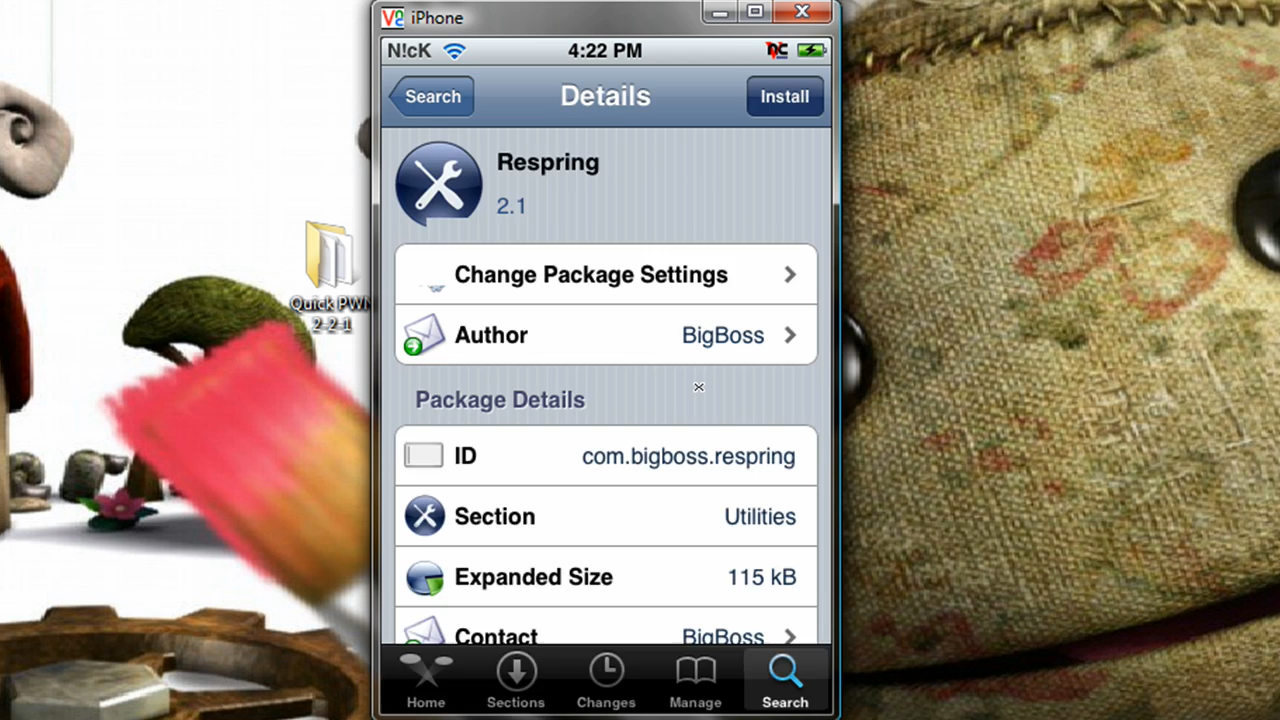 iPhone
N!cK 4:22 PM
Search Details Install
Respring
2.1
Change Package Settings
Author BigBoss
Quick PWN
2-2-1
Package Details
ID com.bigboss.respring
Section Utilities
Expanded Size 115 kB
Contact BigBoss
Home Sections Changes Manage Search